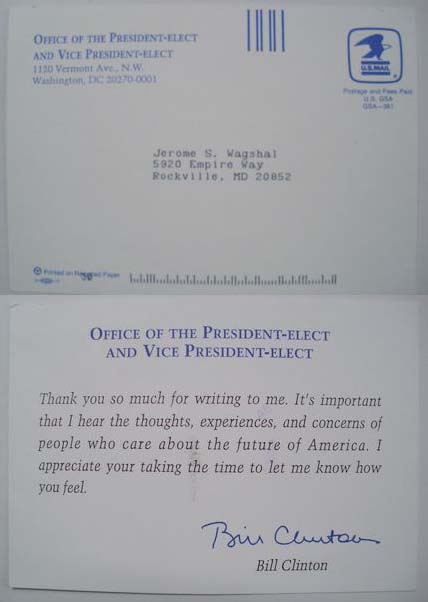 OFFICE OF THE PRESIDENT-ELECT
AND VICE PRESIDENT-ELECT
1120 Vermont Ave., N.W.
Washington, DC 20270-0001
U.S.MAIL
Postage and Fees Paid
U.S. GSA
GSA-361
Jerome S. Wagshal
5920 Empire Way
Rockville, MD 20852
Printed on Recycled Paper
OFFICE OF THE PRESIDENT-ELECT
AND VICE PRESIDENT-ELECT
Thank you so much for writing to me. It's important
that I hear the thoughts, experiences, and concerns of
people who care about the future of America. I
appreciate your taking the time to let me know how
you feel.
Bill Clinton
Bill Clinton